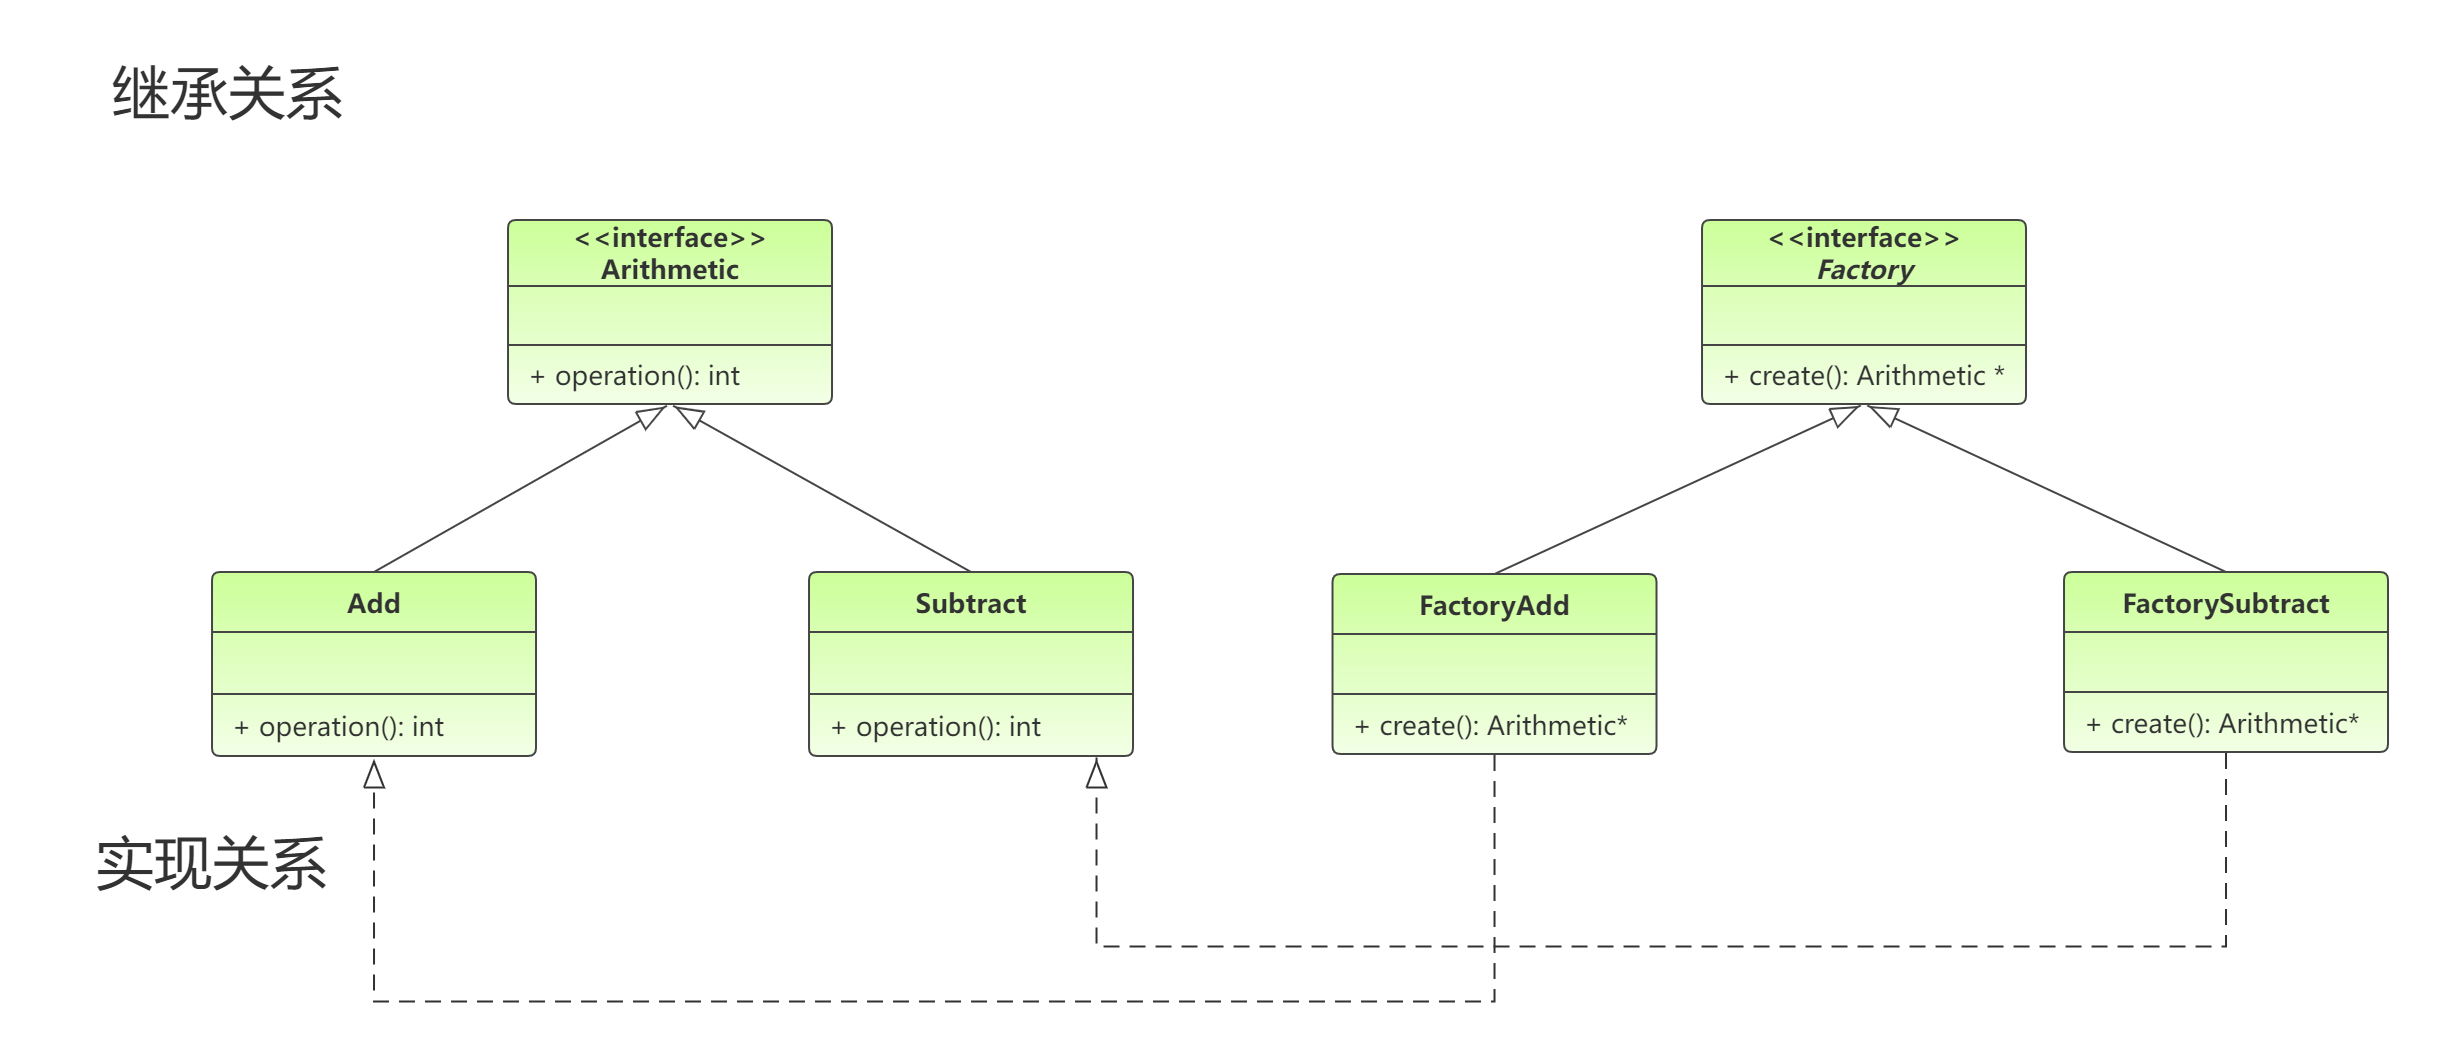 继承关系
<<interface>>
Arithmetic
+ operation(): int
<<interface>>
Factory
+ create(): Arithmetic *
Add
+ operation(): int
Subtract
+ operation(): int
FactoryAdd
+ create(): Arithmetic*
FactorySubtract
+ create(): Arithmetic*
实现关系